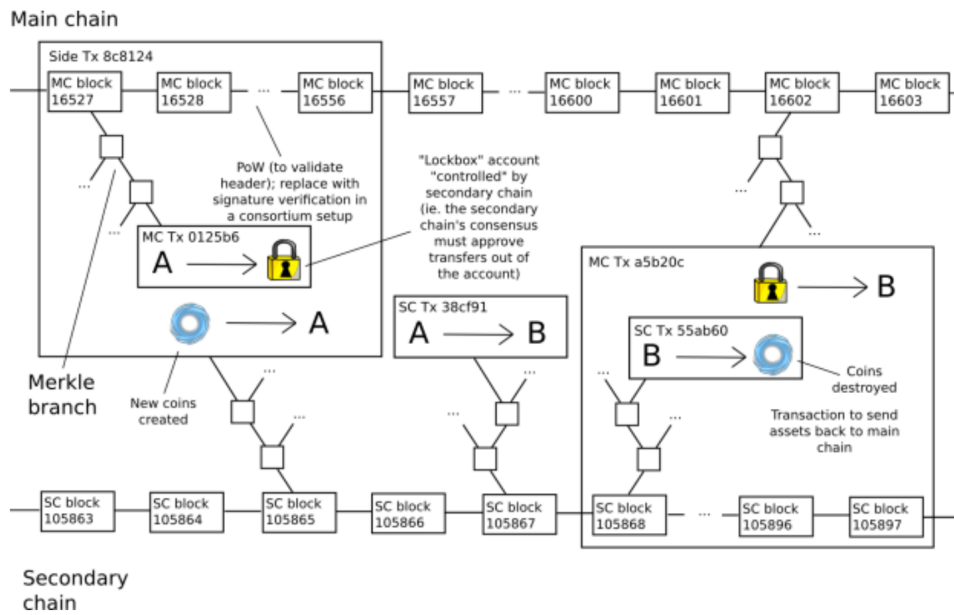 Main chain
Side Tx 8c8124
MC block
16527
MC block
16528
...
MC block
16556
MC block
16557
...
MC block
16600
MC block
16601
MC block
16602
MC block
16603
PoW (to validate
header); replace with
signature verification in
a consortium setup
"Lockbox" account
"controlled" by
secondary chain
(ie. the secondary
chain's consensus
must approve
transfers out of
the account)
...
...
...
...
MC Tx 0125b6
A
MC Tx a5b20c
B
A
SC Tx 38cf91
A
B
SC Tx 55ab60
B
Merkle
branch
New coins
created
...
...
...
...
Coins
destroyed
Transaction to send
assets back to main
chain
SC block
105863
SC block
105864
SC block
105865
SC block
105866
SC block
105867
SC block
105868
...
SC block
105896
SC block
105897
Secondary
chain